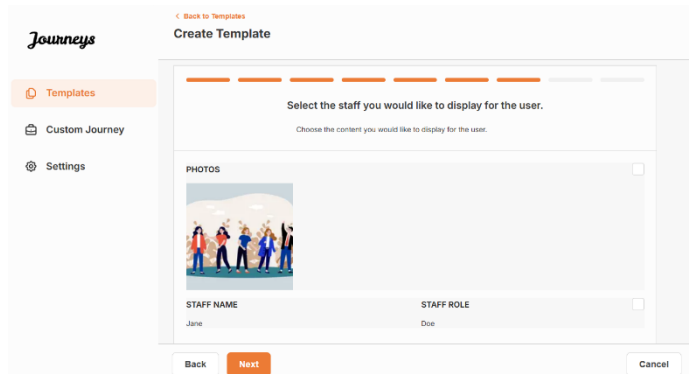 Journeys
Templates
Custom Journey
Settings
< Back to Templates
Create Template
Select the staff you would like to display for the user.
Choose the content you would like to display for the user.
PHOTOS
STAFF NAME STAFF ROLE
Jane Doe
Back Next Cancel